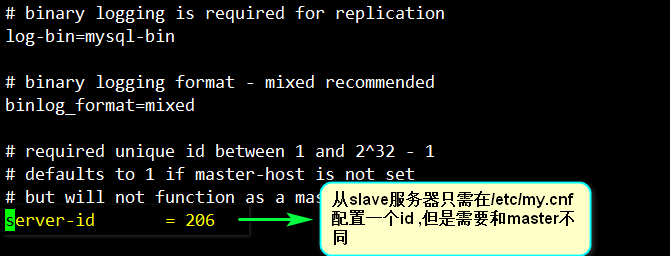 # binary logging is required for replication
log-bin=mysql-bin
# binary logging format - mixed recommended
binlog_format=mixed
# required unique id between 1 and 2^32 - 1
# defaults to 1 if master-host is not set
# but will not function as a mas
server-id = 206
从slave服务器只需在/etc/my.cnf
配置一个id ,但是需要和master不
同